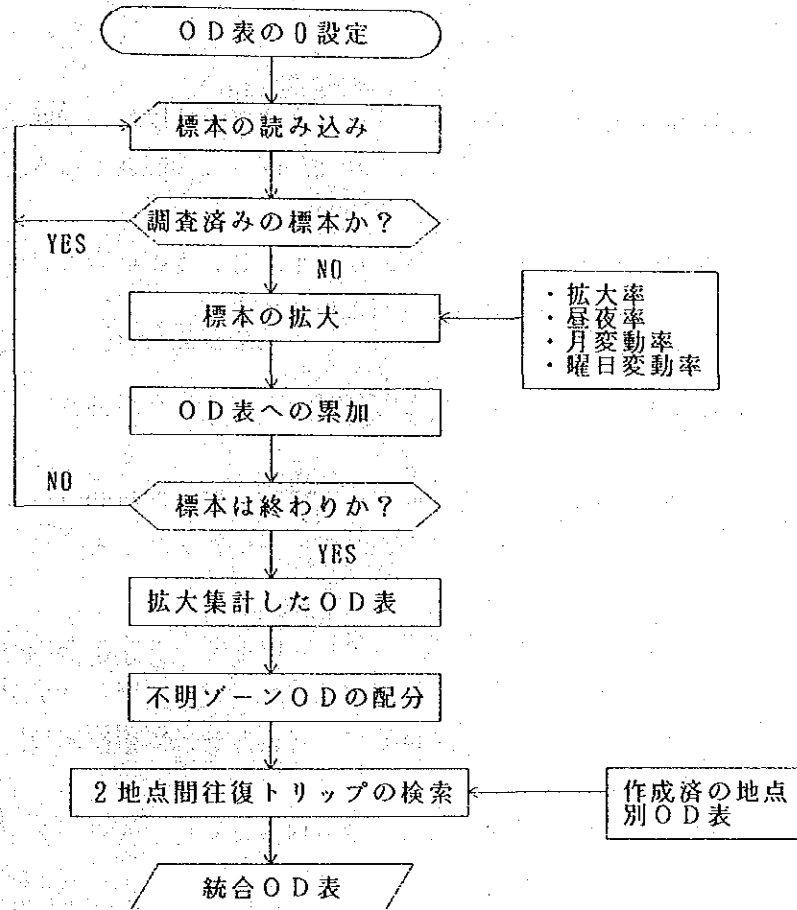 OD表の0設定
標本の読み込み
調査済みの標本か?
YES
NO
標本の拡大
・拡大率
・昼夜率
・月変動率
・曜日変動率
OD表への累加
NO
標本は終わりか?
YES
拡大集計したOD表
不明ゾーンODの配分
2地点間往復トリップの検索
作成済の地点
別OD表
統合OD表